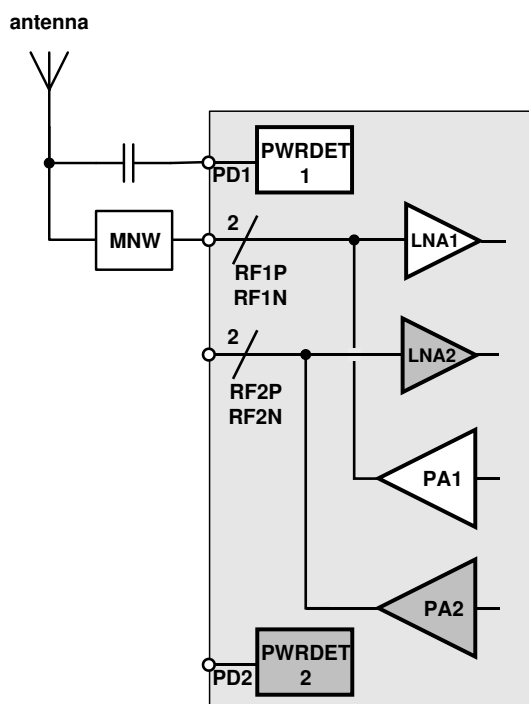 antenna
PWRDET
1
PD1
2
MNW
LNA1
RF1P
RF1N
2
LNA2
RF2P
RF2N
PA1
PA2
PWRDET
2
PD2